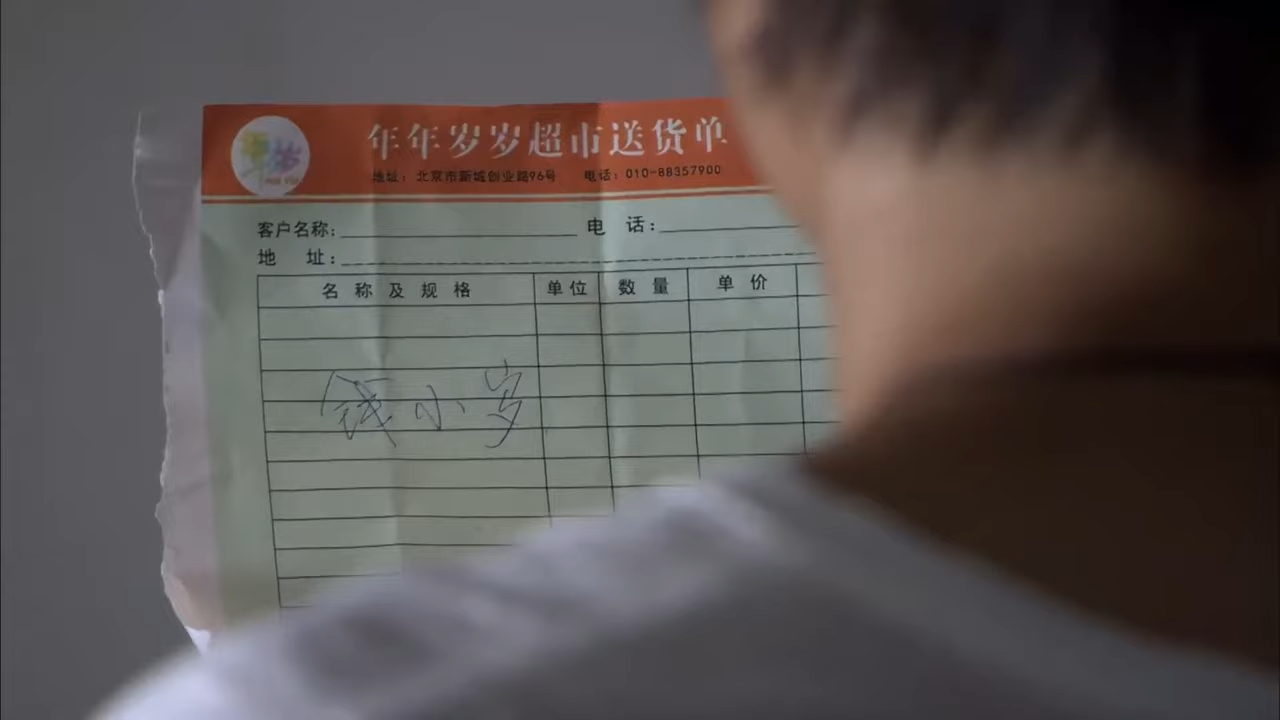 年年岁岁超市送货单
地址：北京市新城创业路96号 电话：010-88357900
客户名称: 电 话:
地 址:
名 称 及 规 格 单位 数 量 单 价
钱小岁